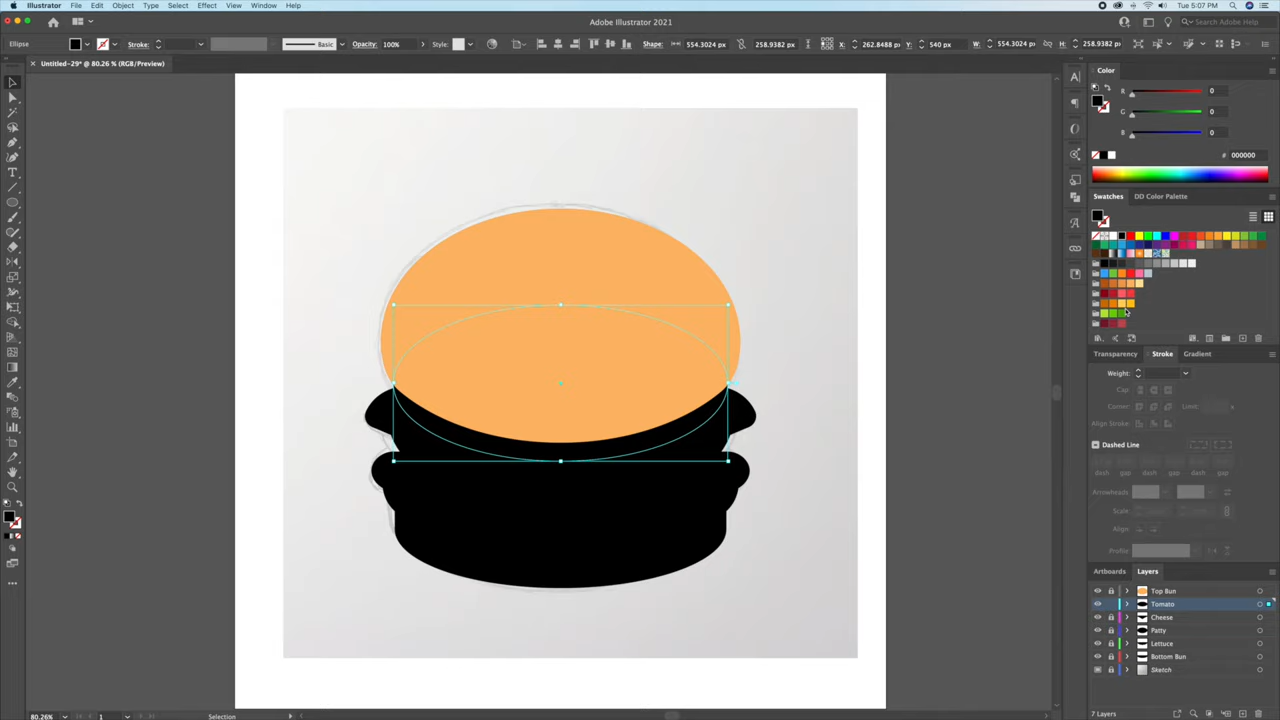 Illustrator File Edit Object Type Select Effect View Window Help
Tue 5:07 PM
Adobe Illustrator 2021
Search Adobe Help
Ellipse Stroke: Basic Opacity: 100% Style: Shape: 554.3024 px 258.9382 px X: 262.8488 px Y: 540 px W: 554.3024 px H: 258.9382 px
Untitled-29* @ 80.26 % (RGB/Preview)
Color
R 0
G 0
B 0
# 000000
Swatches DD Color Palette
Transparency Stroke Gradient
Weight:
Cap:
Corner: Limit:
Align Stroke:
Dashed Line
dash gap dash gap dash gap
Arrowheads:
Scale:
Align:
Profile:
Artboards Layers
Top Bun
Tomato
Cheese
Patty
Lettuce
Bottom Bun
Sketch
7 Layers
80.26% 1 Selection